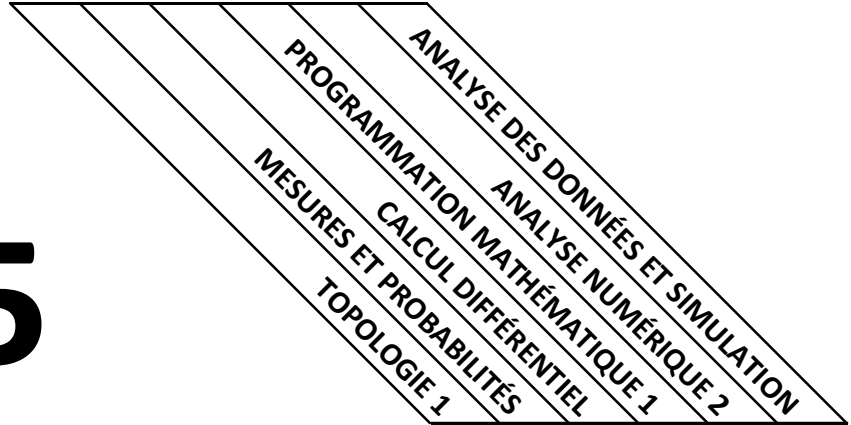 5
TOPOLOGIE 1
MESURES ET PROBABILITÉS
CALCUL DIFFÉRENTIEL
PROGRAMMATION MATHÉMATIQUE 1
ANALYSE NUMÉRIQUE 2
ANALYSE DES DONNÉES ET SIMULATION